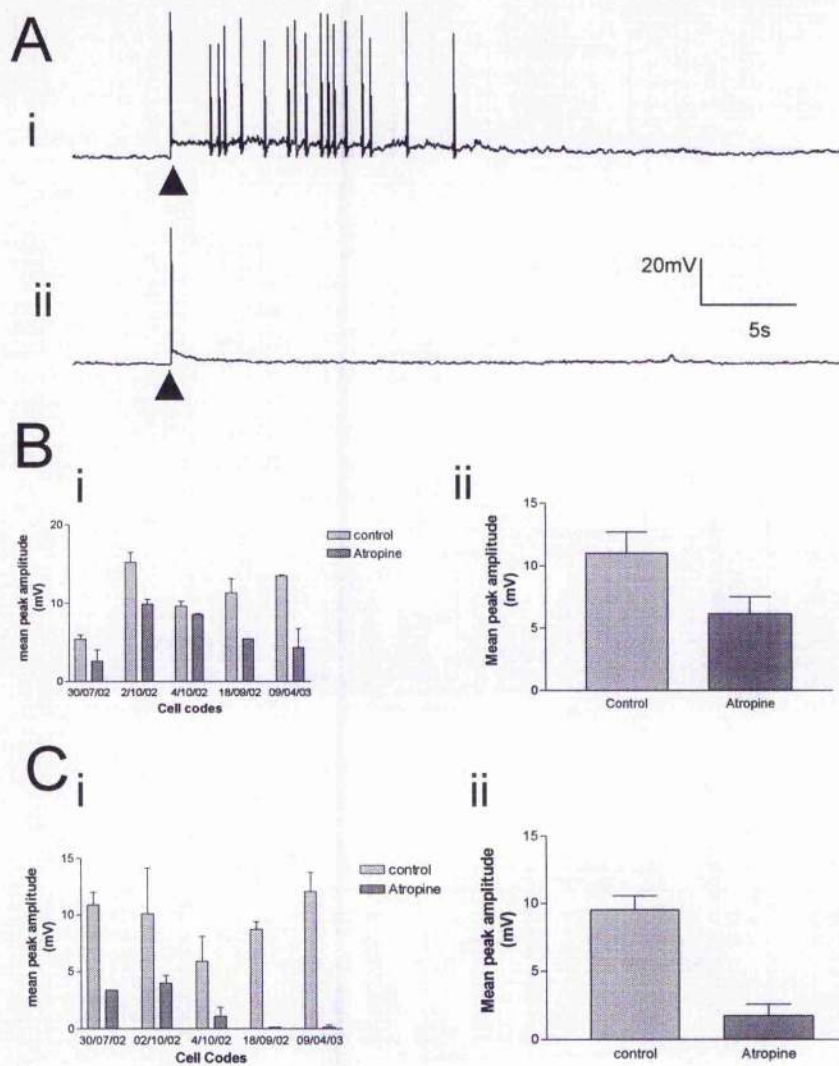 A
i
ii
20mV
5s
B
i
20
10
0
mean peak amplitude
(mV)
30/07/02 2/10/02 4/10/02 18/09/02 09/04/03
Cell codes
control
Atropine
ii
15
10
5
0
Mean peak amplitude
(mV)
Control Atropine
C
i
15
10
5
0
mean peak amplitude
(mV)
30/07/02 02/10/02 4/10/02 18/09/02 09/04/03
Cell Codes
control
Atropine
ii
15
10
5
0
Mean peak amplitude
(mV)
control Atropine